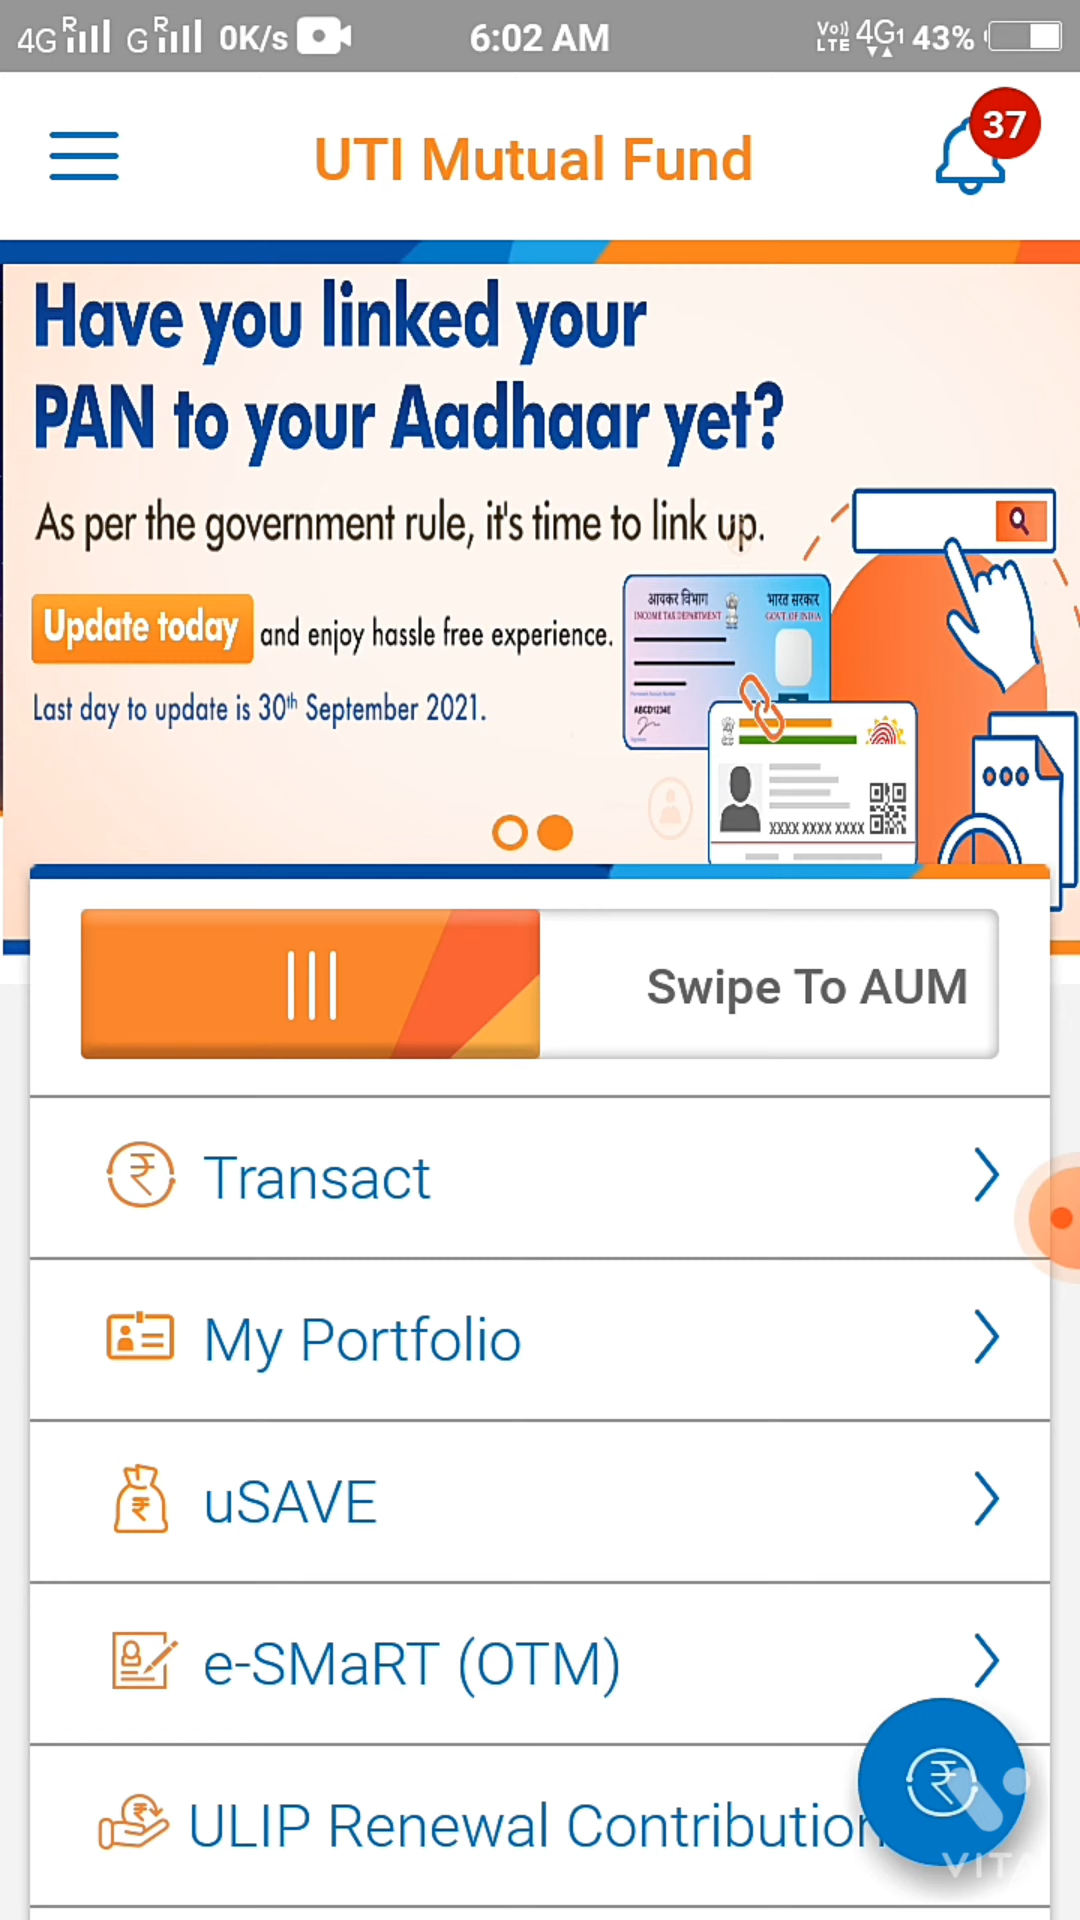 4G R G R 0K/s 6:02 AM Vo)) LTE 4G1 43%
UTI Mutual Fund
37
Have you linked your
PAN to your Aadhaar yet?
As per the government rule, it's time to link up.
Update today and enjoy hassle free experience.
Last day to update is 30th September 2021.
आयकर विभाग भारत सरकार
INCOME TAX DEPARTMENT GOVT OF INDIA
ABCD1234E
XXXX XXXX XXXX
Swipe To AUM
Transact
My Portfolio
uSAVE
e-SMaRT (OTM)
ULIP Renewal Contribution
VITA